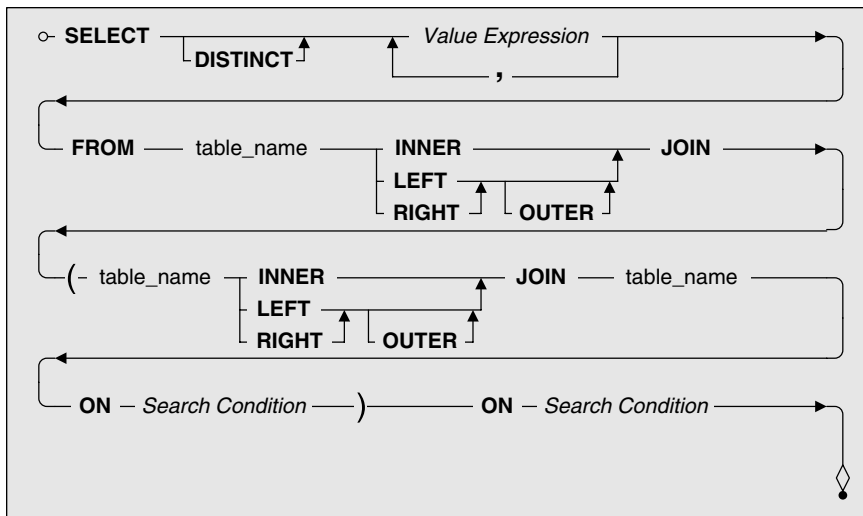 SELECT Value Expression
DISTINCT ,
FROM table_name INNER JOIN
LEFT
RIGHT OUTER
( table_name INNER JOIN table_name
LEFT
RIGHT OUTER
ON Search Condition ) ON Search Condition